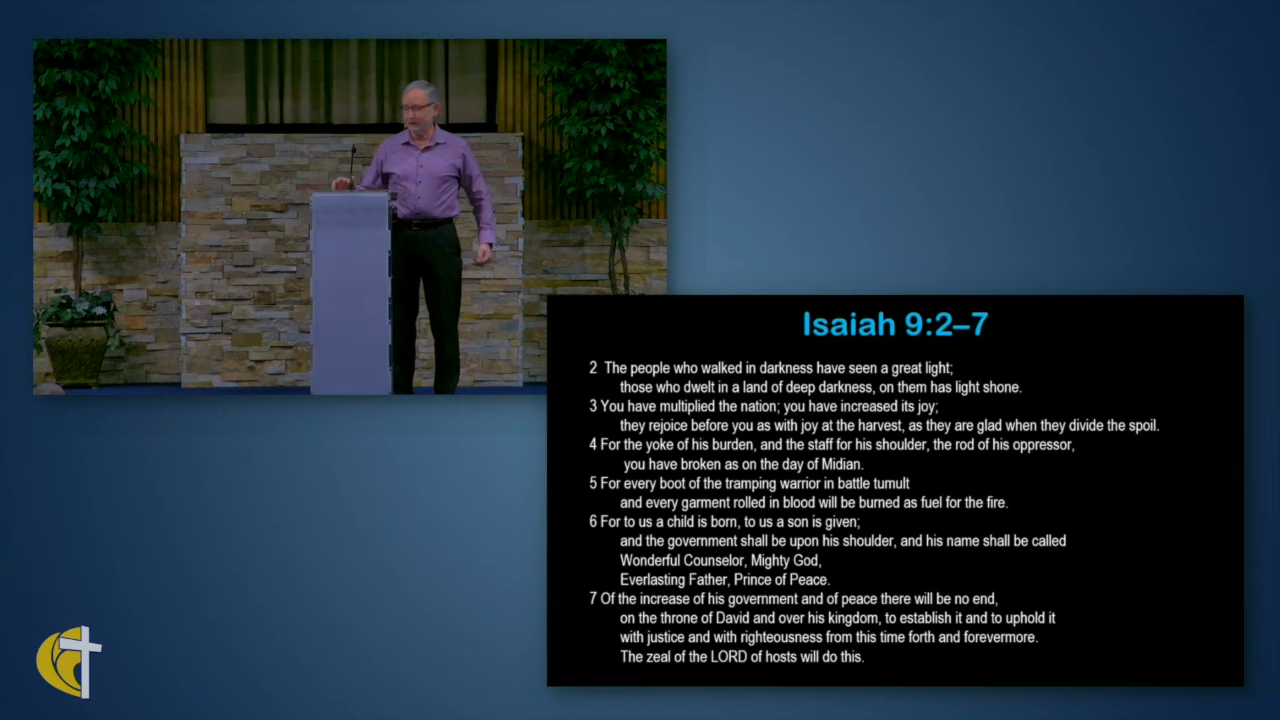 Isaiah 9:2–7
2 The people who walked in darkness have seen a great light;
those who dwelt in a land of deep darkness, on them has light shone.
3 You have multiplied the nation; you have increased its joy;
they rejoice before you as with joy at the harvest, as they are glad when they divide the spoil.
4 For the yoke of his burden, and the staff for his shoulder, the rod of his oppressor,
you have broken as on the day of Midian.
5 For every boot of the tramping warrior in battle tumult
and every garment rolled in blood will be burned as fuel for the fire.
6 For to us a child is born, to us a son is given;
and the government shall be upon his shoulder, and his name shall be called
Wonderful Counselor, Mighty God,
Everlasting Father, Prince of Peace.
7 Of the increase of his government and of peace there will be no end,
on the throne of David and over his kingdom, to establish it and to uphold it
with justice and with righteousness from this time forth and forevermore.
The zeal of the LORD of hosts will do this.